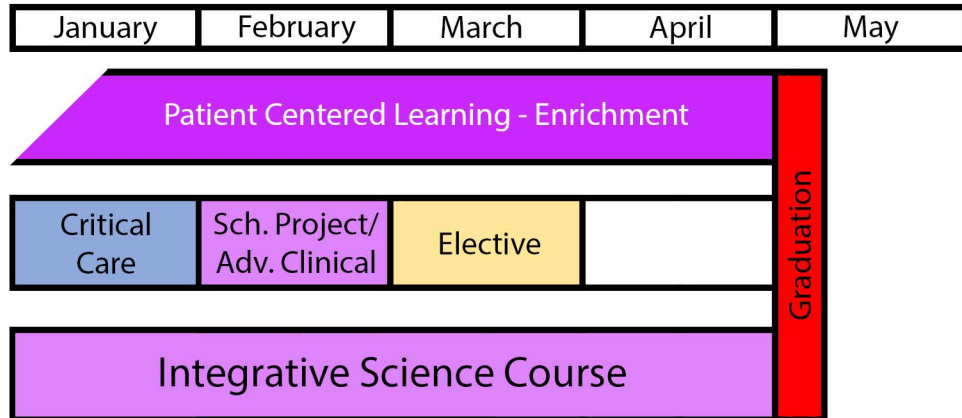 January February March April May
Patient Centered Learning - Enrichment
Critical
Care
Sch. Project/
Adv. Clinical
Elective
Graduation
Integrative Science Course